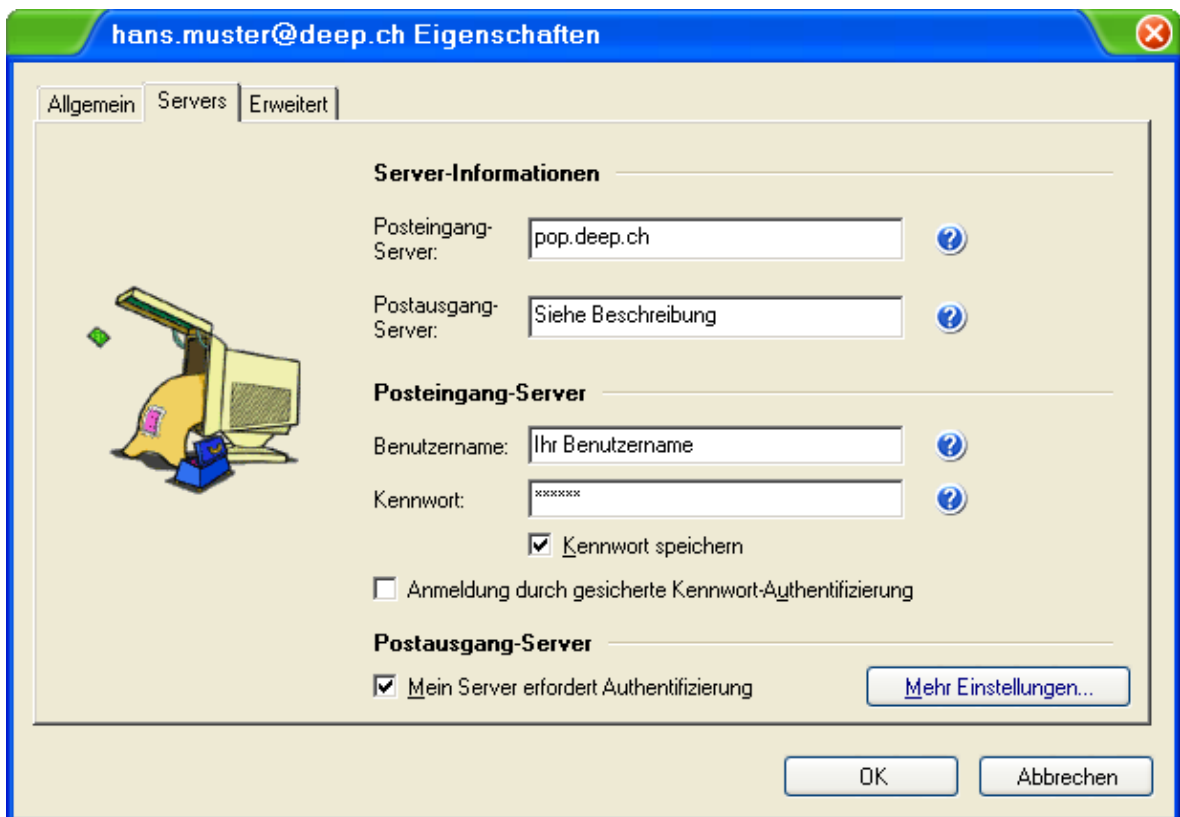 hans.muster@deep.ch Eigenschaften
Allgemein Servers Erweitert
Server-Informationen
Posteingang-
Server:
pop.deep.ch
Postausgang-
Server:
Siehe Beschreibung
Posteingang-Server
Benutzername: Ihr Benutzername
Kennwort: ******
Kennwort speichern
Anmeldung durch gesicherte Kennwort-Authentifizierung
Postausgang-Server
Mein Server erfordert Authentifizierung Mehr Einstellungen...
OK Abbrechen